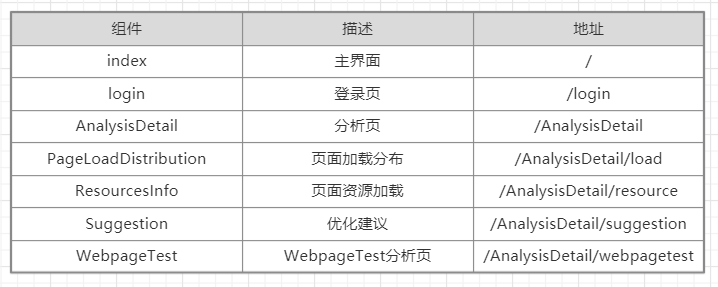 组件 描述 地址
index 主界面 /
login 登录页 /login
AnalysisDetail 分析页 /AnalysisDetail
PageLoadDistribution 页面加载分布 /AnalysisDetail/load
ResourcesInfo 页面资源加载 /AnalysisDetail/resource
Suggestion 优化建议 /AnalysisDetail/suggestion
WebpageTest WebpageTest分析页 /AnalysisDetail/webpagetest